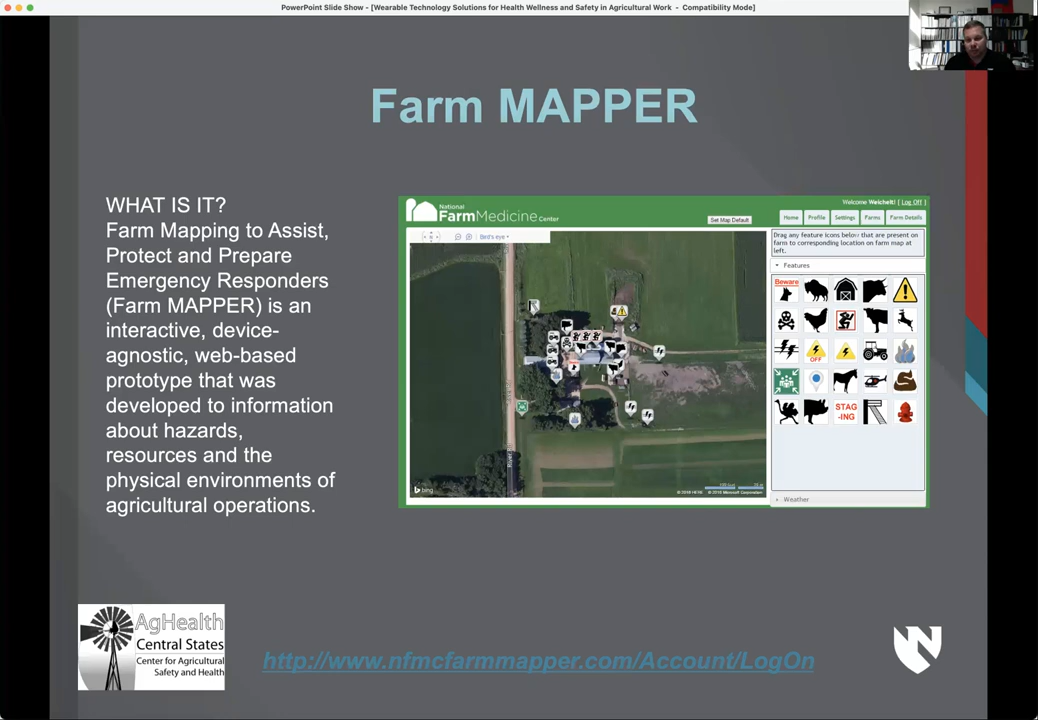 PowerPoint Slide Show - [Wearable Technology Solutions for Health Wellness and Safety in Agricultural Work - Compatibility Mode]
Farm MAPPER
WHAT IS IT?
Farm Mapping to Assist,
Protect and Prepare
Emergency Responders
(Farm MAPPER) is an
interactive, device-
agnostic, web-based
prototype that was
developed to information
about hazards,
resources and the
physical environments of
agricultural operations.
National
FarmMedicine Center
Welcome Weichelt! [ Log Off ]
Set Map Default
Home Profile Settings Farms Farm Details
Bird's eye
Drag any feature icons below that are present on
farm to corresponding location on farm map at
left.
Features
Beware
OFF
STAG
-ING
bing
Weather
AgHealth
Central States
Center for Agricultural
Safety and Health
http://www.nfmcfarmmapper.com/Account/LogOn